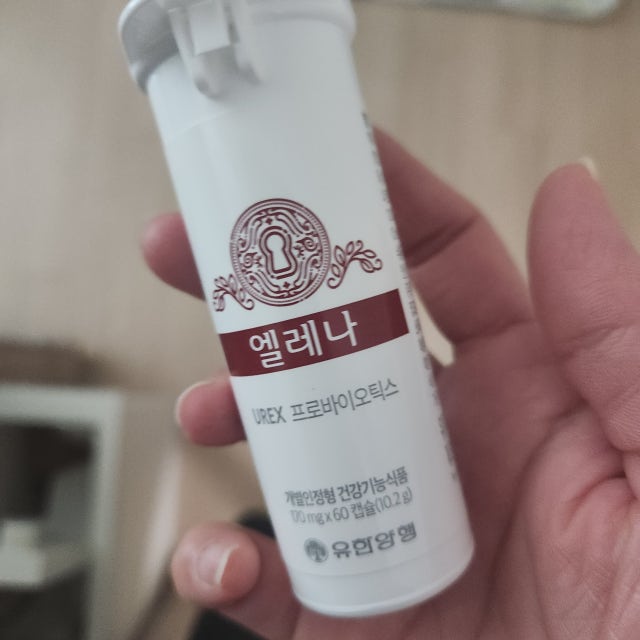 엘레나
UREX 프로바이오틱스
개별인정형 건강기능식품
170 mg x 60 캡슐(10.2 g)
유한양행